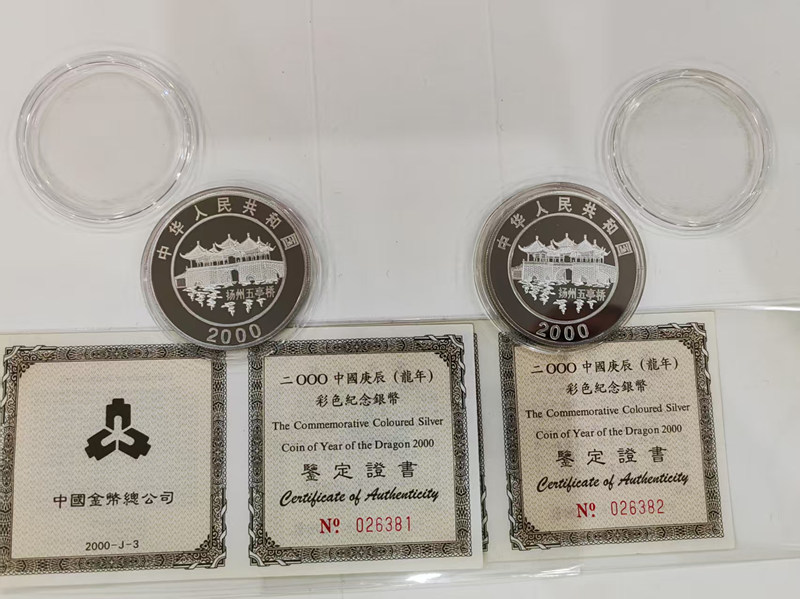 中华人民共和国
扬州五亭桥
2000
中华人民共和国
扬州五亭桥
2000
中國金幣總公司
2000-J-3
二OOO中國庚辰(龍年)
彩色紀念銀幣
The Commemorative Coloured Silver
Coin of Year of the Dragon 2000
鑒定證書
Certificate of Authenticity
Nº 026381
二OOO中國庚辰(龍年)
彩色紀念銀幣
The Commemorative Coloured Silver
Coin of Year of the Dragon 2000
鑒定證書
Certificate of Authenticity
Nº 026382